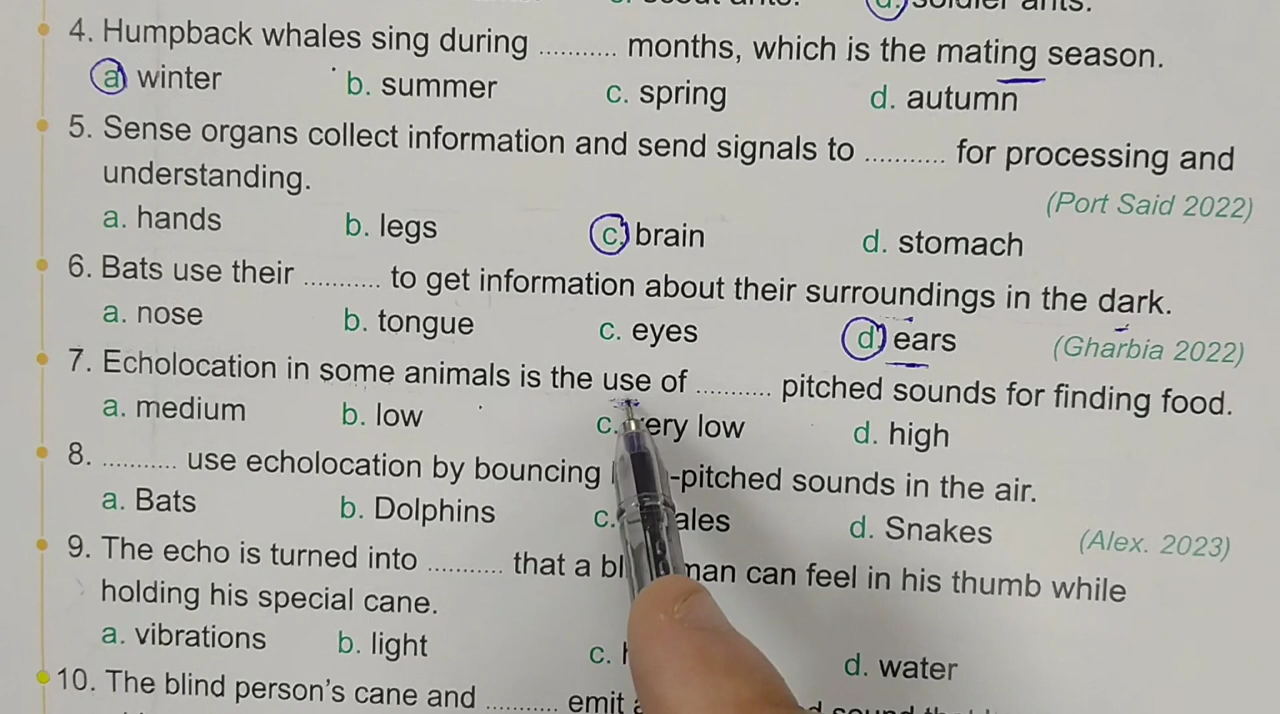 soldier ants.
4. Humpback whales sing during ........... months, which is the mating season.
a winter b. summer c. spring d. autumn
5. Sense organs collect information and send signals to ........... for processing and
understanding. (Port Said 2022)
a. hands b. legs c. brain d. stomach
6. Bats use their ........... to get information about their surroundings in the dark.
a. nose b. tongue c. eyes d. ears (Gharbia 2022)
7. Echolocation in some animals is the use of ........... pitched sounds for finding food.
a. medium b. low c. very low d. high
8. ........... use echolocation by bouncing -pitched sounds in the air.
a. Bats b. Dolphins c. ales d. Snakes (Alex. 2023)
9. The echo is turned into ........... that a bl man can feel in his thumb while
holding his special cane.
a. vibrations b. light c. d. water
10. The blind person's cane and ........... emit